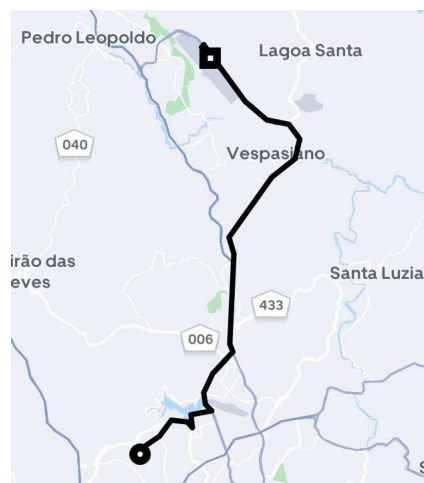 Pedro Leopoldo
Lagoa Santa
040
Vespasiano
irão das
eves
Santa Luzia
433
006
S